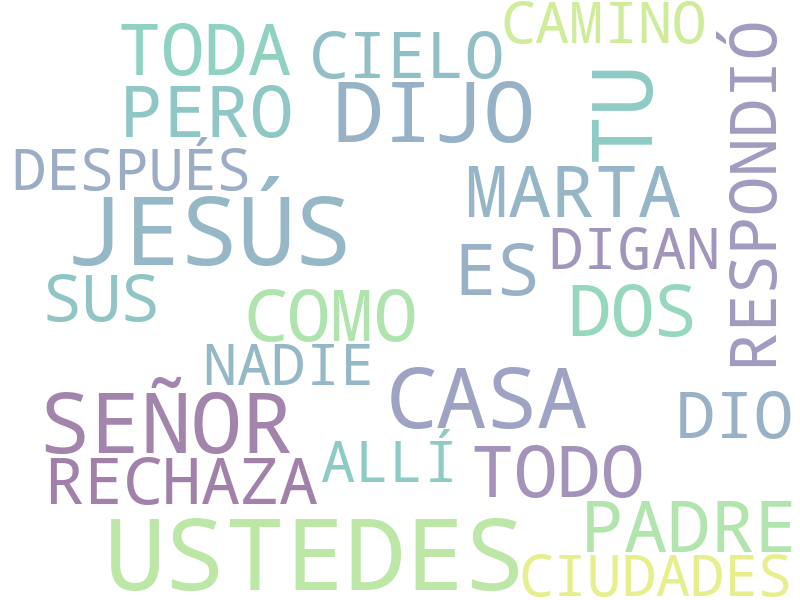 CAMINO
TODA
CIELO
RESPONDIÓ
TU
PERO
DIJO
DESPUÉS
MARTA
JESÚS
DIGAN
ES
SUS
COMO
DOS
NADIE
CASA
SEÑOR
DIO
ALLÍ
TODO
RECHAZA
PADRE
USTEDES
CIUDADES